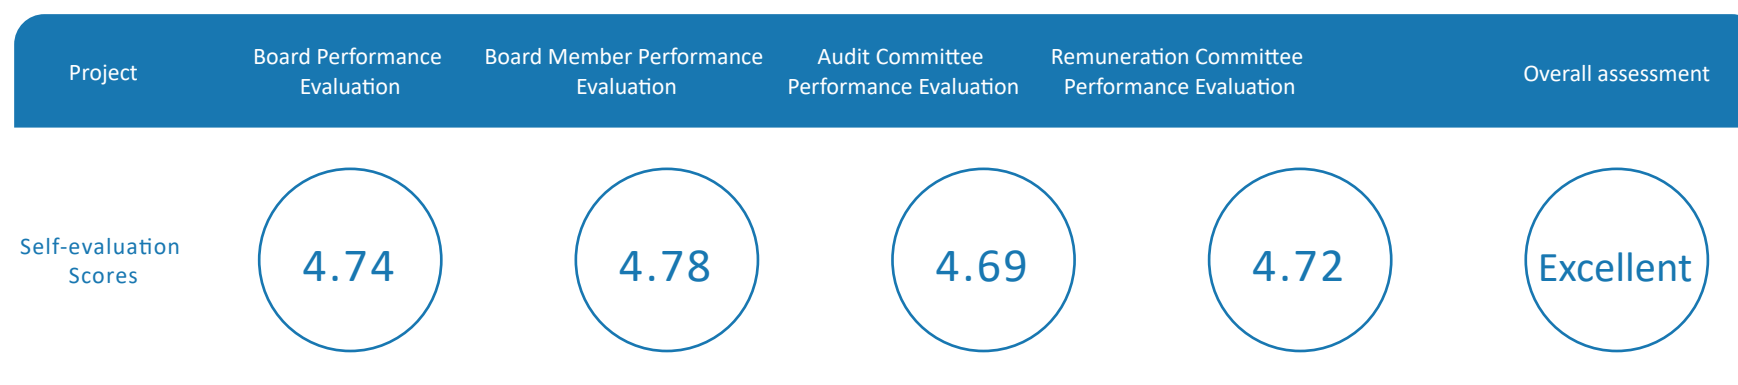 Project
Board Performance
Evaluation
Board Member Performance
Evaluation
Audit Committee
Performance Evaluation
Remuneration Committee
Performance Evaluation
Overall assessment
Self-evaluation
Scores
4.74
4.78
4.69
4.72
Excellent